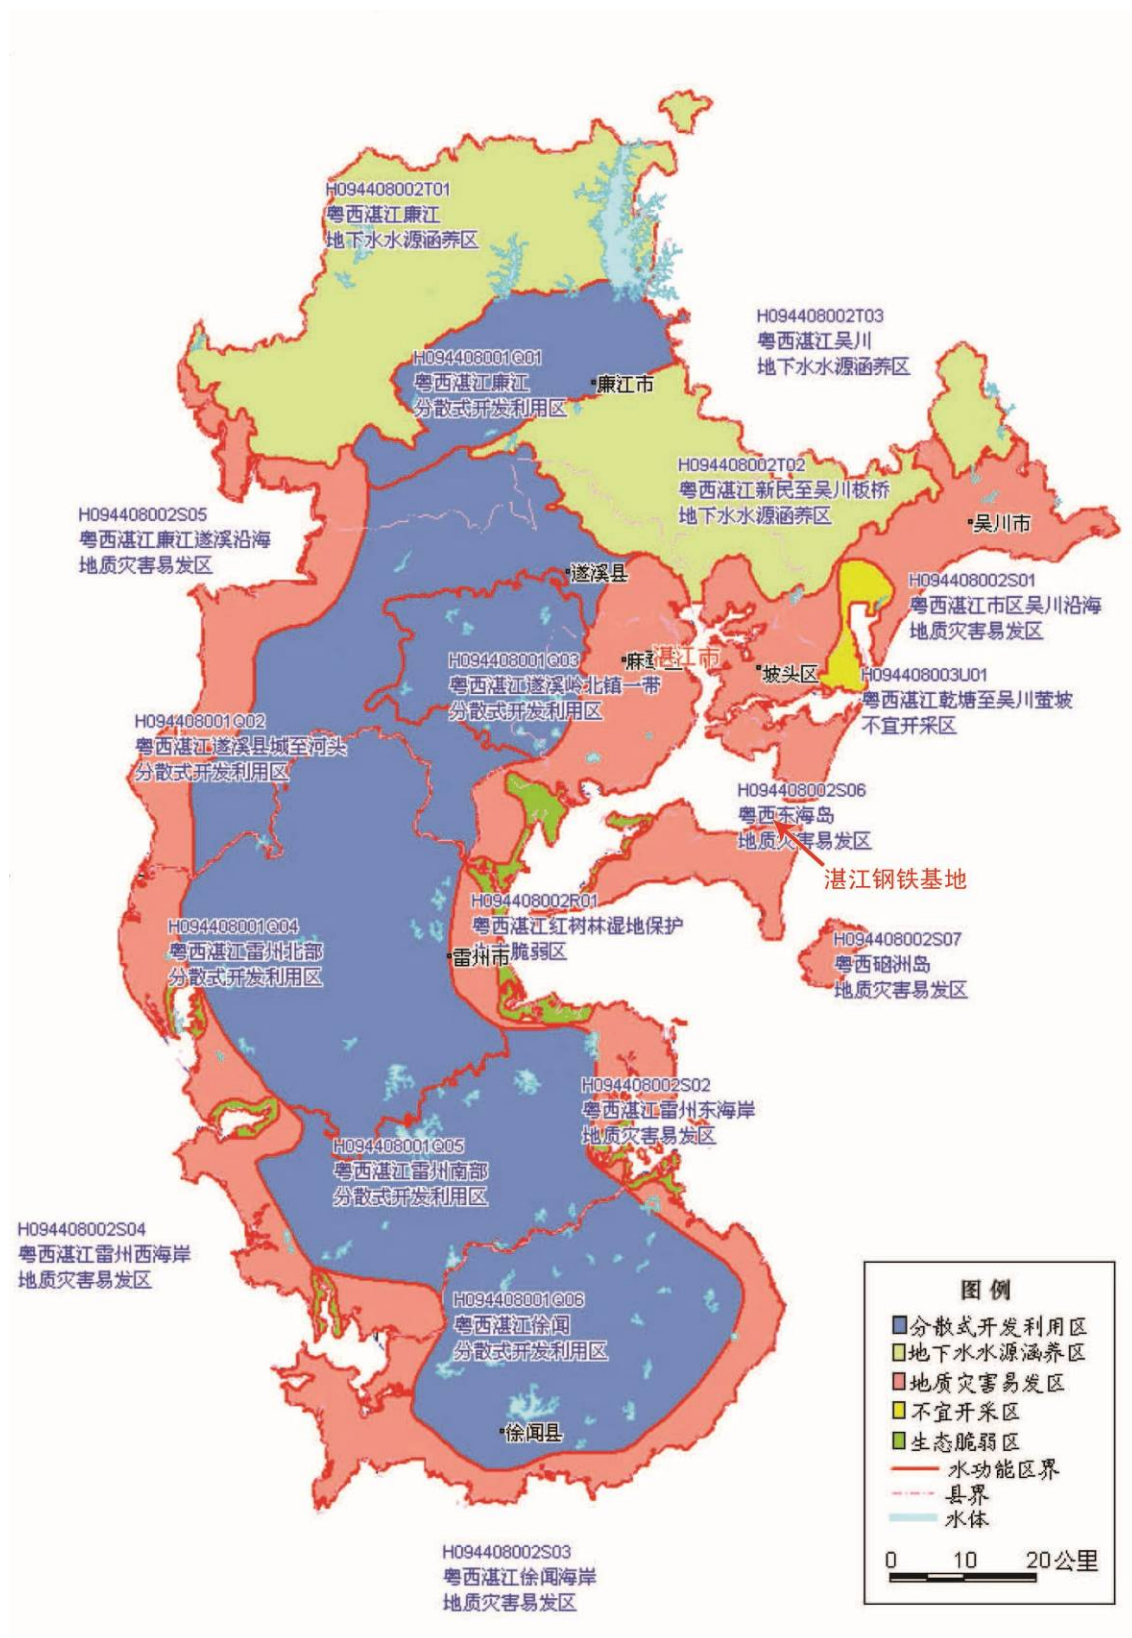 H094408002T01
粤西湛江廉江
地下水水源涵养区
H094408002T03
粤西湛江吴川
地下水水源涵养区
H094408001Q01
粤西湛江廉江
分散式开发利用区
廉江市
H094408002T02
粤西湛江新民至吴川板桥
地下水水源涵养区
吴川市
H094408002S05
粤西湛江廉江遂溪沿海
地质灾害易发区
遂溪县
H094408002S01
粤西湛江市区吴川沿海
地质灾害易发区
H094408001Q03
粤西湛江遂溪岭北镇一带
分散式开发利用区
湛江市
坡头区
H094408003U01
粤西湛江乾塘至吴川萱坡
不宜开采区
H094408001Q02
粤西湛江遂溪县城至河头
分散式开发利用区
H094408002S06
粤西东海岛
地质灾害易发区
湛江钢铁基地
H094408002R01
粤西湛江红树林湿地保护
脆弱区
H094408001Q04
粤西湛江雷州北部
分散式开发利用区
雷州市
H094408002S07
粤西硇洲岛
地质灾害易发区
H094408002S02
粤西湛江雷州东海岸
地质灾害易发区
H094408001Q05
粤西湛江雷州南部
分散式开发利用区
H094408002S04
粤西湛江雷州西海岸
地质灾害易发区
H094408001Q06
粤西湛江徐闻
分散式开发利用区
徐闻县
H094408002S03
粤西湛江徐闻海岸
地质灾害易发区
图例
分散式开发利用区
地下水水源涵养区
地质灾害易发区
不宜开采区
生态脆弱区
水功能区界
县界
水体
0 10 20公里